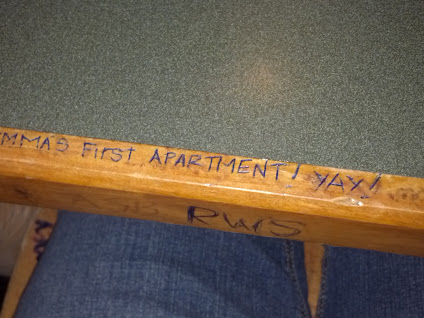 MMAS First APARTMENT! YAY!
RWS